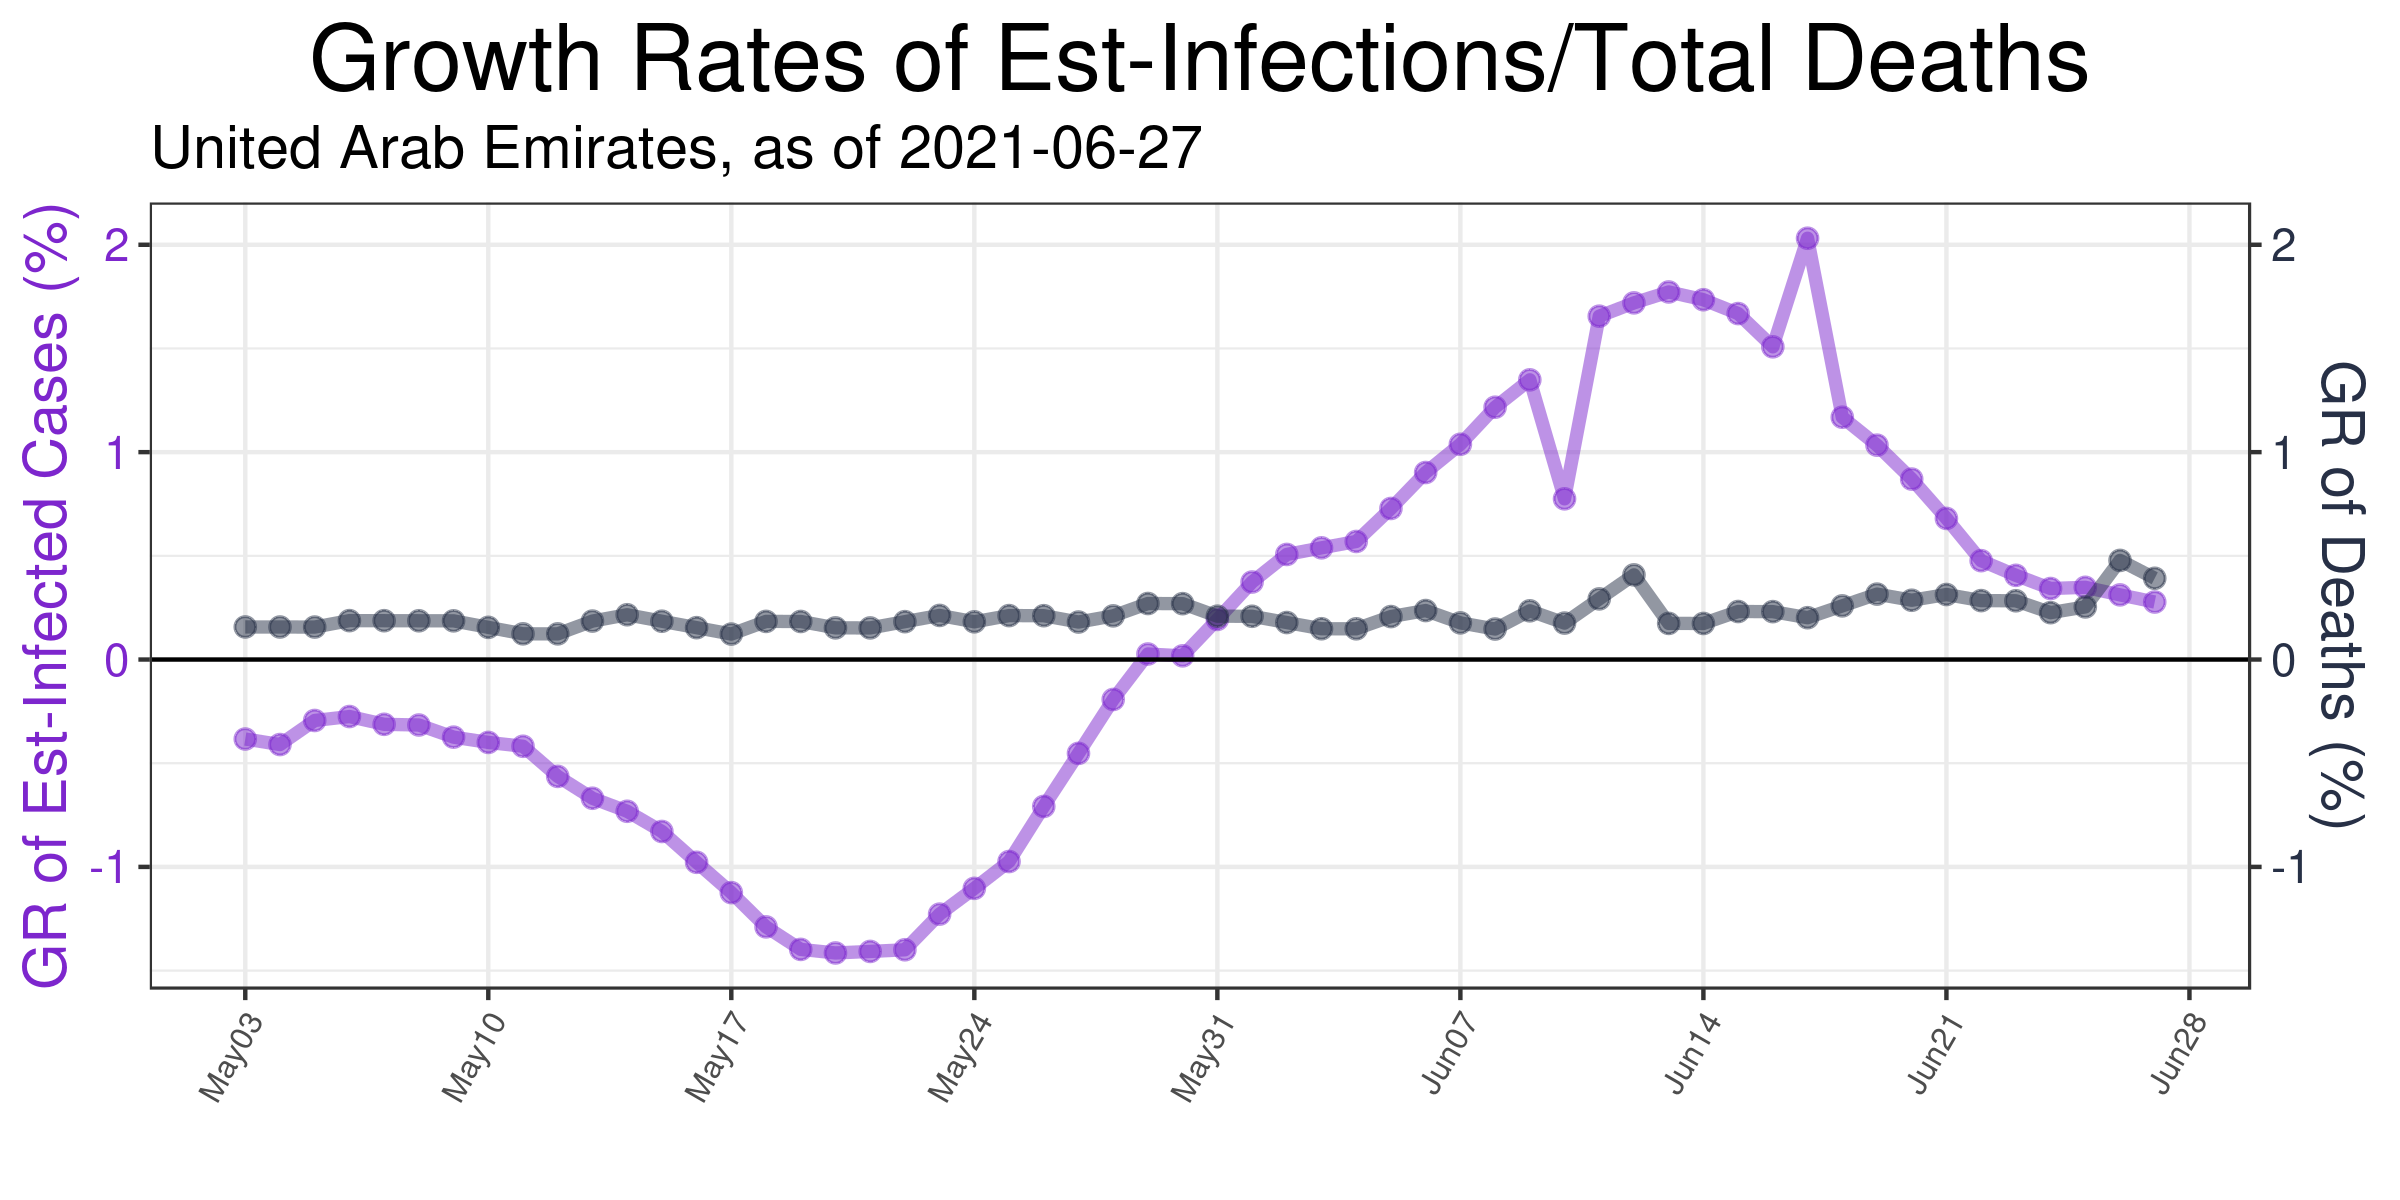 Growth Rates of Est-Infections/Total Deaths
United Arab Emirates, as of 2021-06-27
GR of Est-Infected Cases (%)
2
1
0
-1
2
1
0
-1
GR of Deaths (%)
May03
May10
May17
May24
May31
Jun07
Jun14
Jun21
Jun28